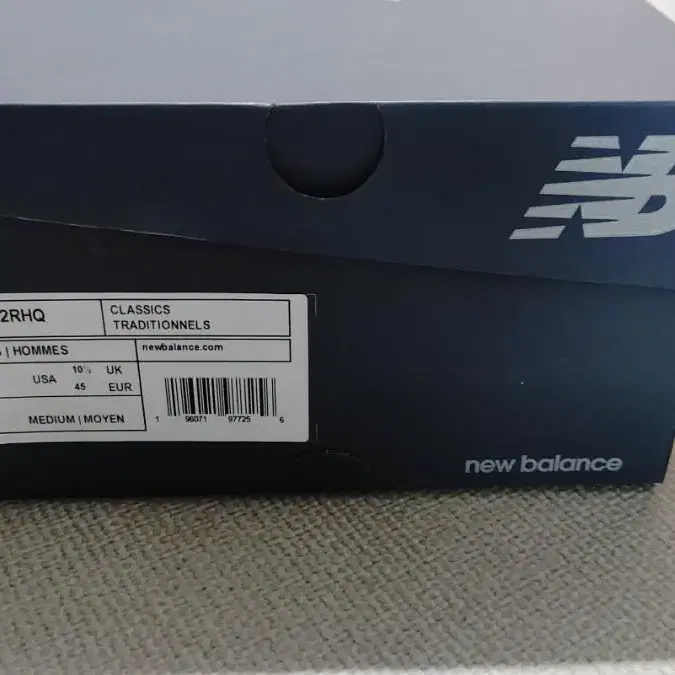 NB
2RHQ
CLASSICS
TRADITIONNELS
| HOMMES
newbalance.com
USA
10½ UK
45 EUR
MEDIUM | MOYEN
1 96071 97725 6
new balance